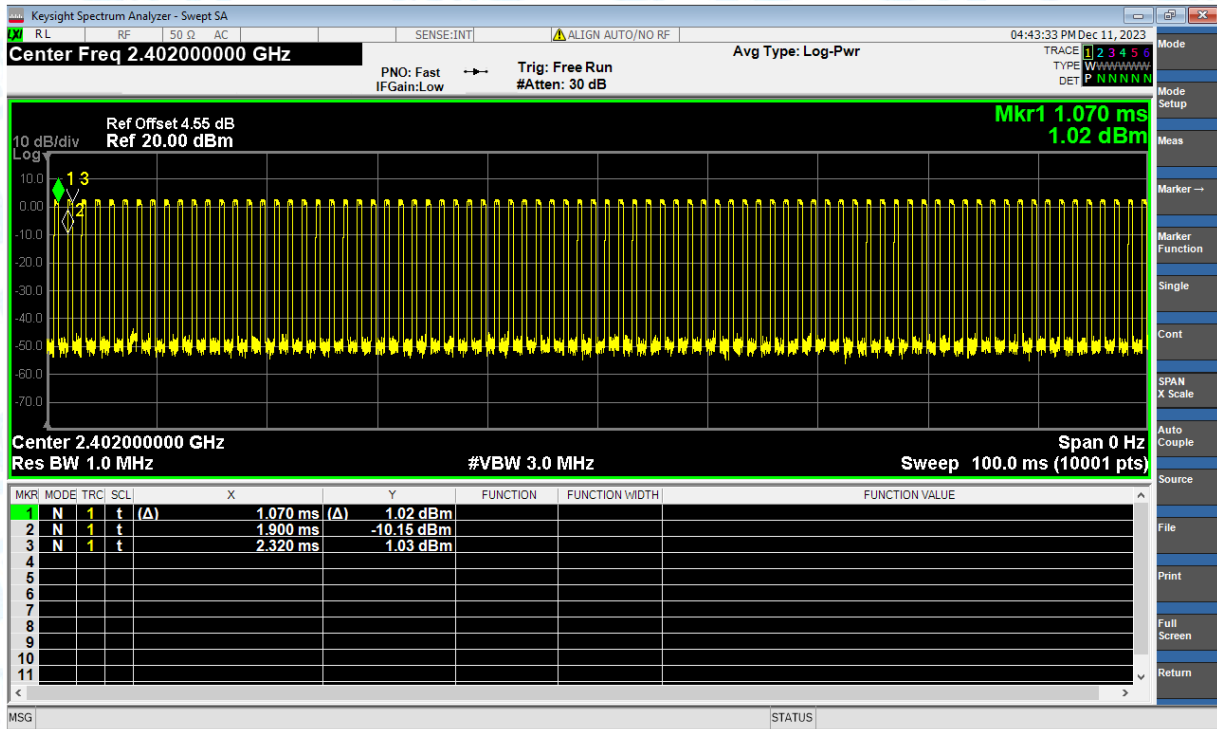 Keysight Spectrum Analyzer - Swept SA
LXI RL RF 50 Ω AC SENSE:INT ALIGN AUTO/NO RF 04:43:33 PM Dec 11, 2023
Center Freq 2.402000000 GHz
PNO: Fast
IFGain:Low
Trig: Free Run
#Atten: 30 dB
Avg Type: Log-Pwr
TRACE 1 2 3 4 5 6
TYPE WWWWWW
DET P N N N N N
Mkr1 1.070 ms
1.02 dBm
Ref Offset 4.55 dB
10 dB/div Ref 20.00 dBm
Log
10.0
0.00
-10.0
-20.0
-30.0
-40.0
-50.0
-60.0
-70.0
1 3
2
Center 2.402000000 GHz Span 0 Hz
Res BW 1.0 MHz #VBW 3.0 MHz Sweep 100.0 ms (10001 pts)
MKR MODE TRC SCL X Y FUNCTION FUNCTION WIDTH FUNCTION VALUE
1 N 1 t (Δ) 1.070 ms (Δ) 1.02 dBm
2 N 1 t 1.900 ms -10.15 dBm
3 N 1 t 2.320 ms 1.03 dBm
4
5
6
7
8
9
10
11
MSG STATUS
Mode
Mode
Setup
Meas
Marker→
Marker
Function
Single
Cont
SPAN
X Scale
Auto
Couple
Source
File
Print
Full
Screen
Return